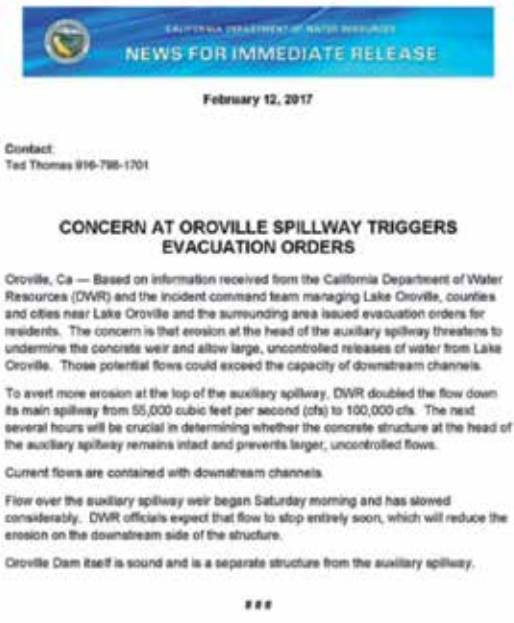 CALIFORNIA DEPARTMENT OF WATER RESOURCES
NEWS FOR IMMEDIATE RELEASE
February 12, 2017
Contact:
Ted Thomas 916-796-1701
CONCERN AT OROVILLE SPILLWAY TRIGGERS
EVACUATION ORDERS
Oroville, Ca — Based on information received from the California Department of Water
Resources (DWR) and the incident command team managing Lake Oroville, counties
and cities near Lake Oroville and the surrounding area issued evacuation orders for
residents. The concern is that erosion at the head of the auxiliary spillway threatens to
undermine the concrete weir and allow large, uncontrolled releases of water from Lake
Oroville. Those potential flows could exceed the capacity of downstream channels.
To avert more erosion at the top of the auxiliary spillway, DWR doubled the flow down
its main spillway from 55,000 cubic feet per second (cfs) to 100,000 cfs. The next
several hours will be crucial in determining whether the concrete structure at the head of
the auxiliary spillway remains intact and prevents larger, uncontrolled flows.
Current flows are contained with downstream channels.
Flow over the auxiliary spillway weir began Saturday morning and has slowed
considerably. DWR officials expect that flow to stop entirely soon, which will reduce the
erosion on the downstream side of the structure.
Oroville Dam itself is sound and is a separate structure from the auxiliary spillway.
###